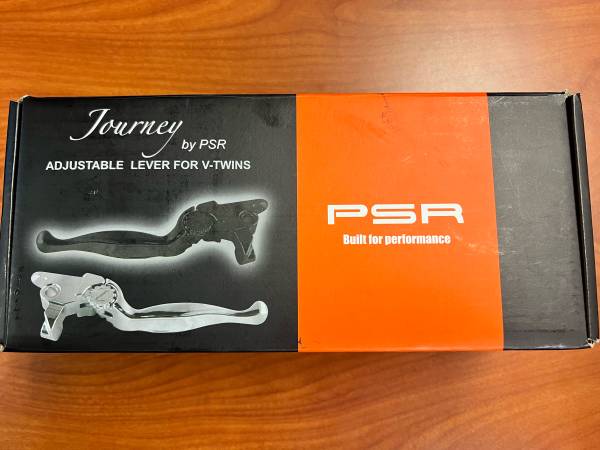 Journey
by PSR
ADJUSTABLE LEVER FOR V-TWINS
PSR
Built for performance